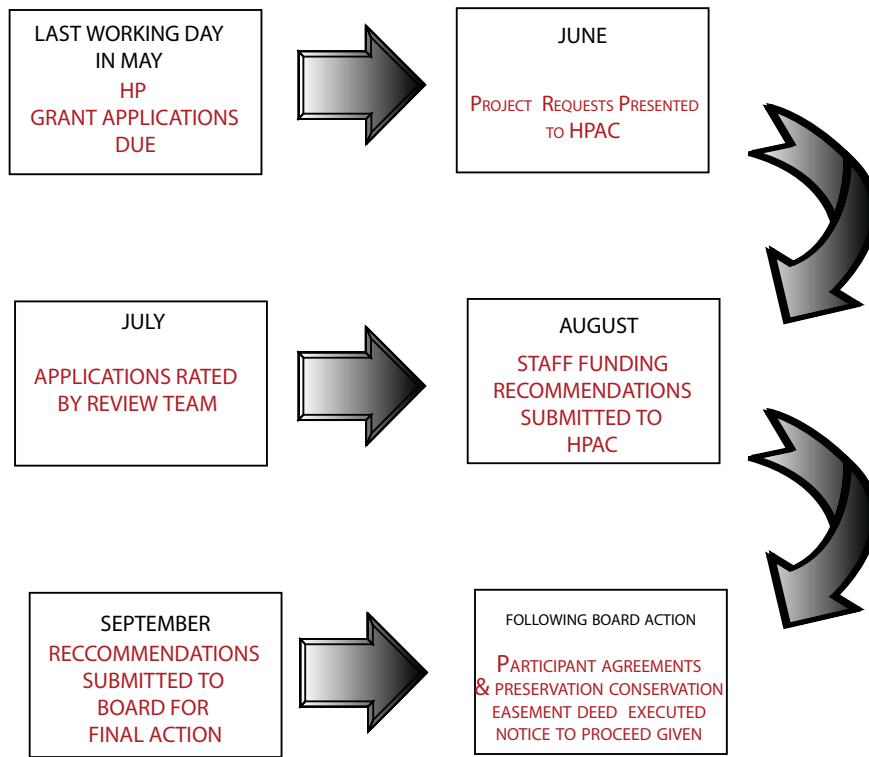 LAST WORKING DAY
IN MAY
HP
GRANT APPLICATIONS
DUE
JUNE
PROJECT REQUESTS PRESENTED
TO HPAC
JULY
APPLICATIONS RATED
BY REVIEW TEAM
AUGUST
STAFF FUNDING
RECOMMENDATIONS
SUBMITTED TO
HPAC
SEPTEMBER
RECCOMMENDATIONS
SUBMITTED TO
BOARD FOR
FINAL ACTION
FOLLOWING BOARD ACTION
PARTICIPANT AGREEMENTS
& PRESERVATION CONSERVATION
EASEMENT DEED EXECUTED
NOTICE TO PROCEED GIVEN